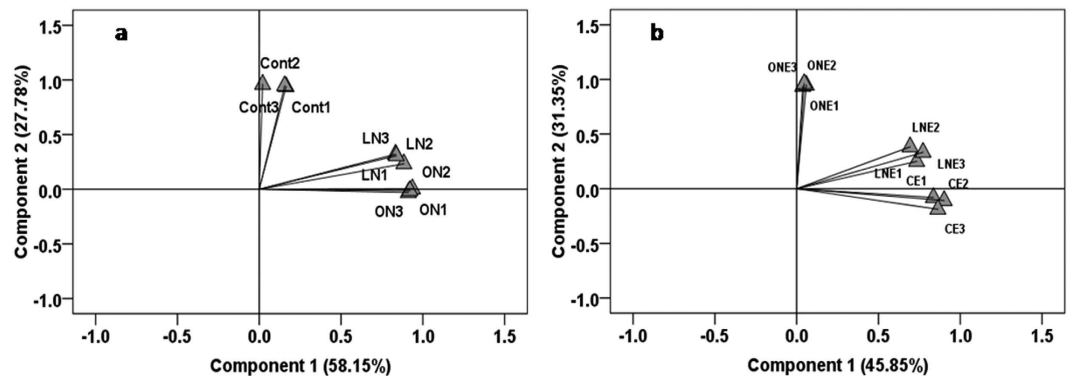 a
Component 2 (27.78%)
1.5
1.0
0.5
0.0
-0.5
-1.0
Cont2
Cont3
Cont1
LN3
LN2
LN1
ON2
ON3
ON1
-1.0
-0.5
0.0
0.5
1.0
1.5
Component 1 (58.15%)
b
Component 2 (31.35%)
1.5
1.0
0.5
0.0
-0.5
-1.0
ONE3
ONE2
ONE1
LNE2
LNE3
LNE1
CE1
CE2
CE3
-1.0
-0.5
0.0
0.5
1.0
1.5
Component 1 (45.85%)